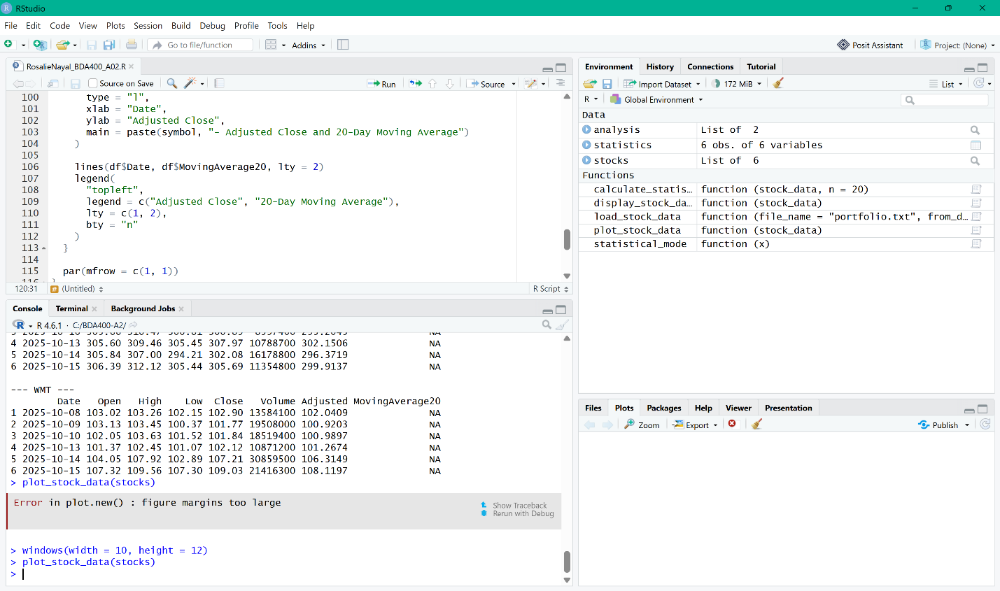 RStudio
File Edit Code View Plots Session Build Debug Profile Tools Help
Go to file/function Addins Posit Assistant Project: (None)
RosalieNayal_BDA400_A02.R
Source on Save Run Source
100 type = "l",
101 xlab = "Date",
102 ylab = "Adjusted Close",
103 main = paste(symbol, "- Adjusted Close and 20-Day Moving Average")
104 )
105
106 lines(df$Date, df$MovingAverage20, lty = 2)
107 legend(
108 "topleft",
109 legend = c("Adjusted Close", "20-Day Moving Average"),
110 lty = c(1, 2),
111 bty = "n"
112 )
113 }
114
115 par(mfrow = c(1, 1))
120:31 # (Untitled) R Script
Console Terminal Background Jobs
R 4.6.1 · C:/BDA400-A2/
4 2025-10-13 305.60 309.46 305.45 307.97 10788700 302.1506 NA
5 2025-10-14 305.84 307.00 294.21 302.08 16178800 296.3719 NA
6 2025-10-15 306.39 312.12 305.44 305.69 11354800 299.9137 NA
--- WMT ---
Date Open High Low Close Volume Adjusted MovingAverage20
1 2025-10-08 103.02 103.26 102.15 102.90 13584100 102.0409 NA
2 2025-10-09 103.13 103.45 100.37 101.77 19508000 100.9203 NA
3 2025-10-10 102.05 103.63 101.52 101.84 18519400 100.9897 NA
4 2025-10-13 101.37 102.45 101.07 102.12 10871200 101.2674 NA
5 2025-10-14 104.05 107.92 102.89 107.21 30859500 106.3149 NA
6 2025-10-15 107.32 109.56 107.30 109.03 21416300 108.1197 NA
> plot_stock_data(stocks)
Error in plot.new() : figure margins too large
Show Traceback
Rerun with Debug
> windows(width = 10, height = 12)
> plot_stock_data(stocks)
>
Environment History Connections Tutorial
Import Dataset 172 MiB List
R Global Environment
Data
analysis List of 2
statistics 6 obs. of 6 variables
stocks List of 6
Functions
calculate_statis… function (stock_data, n = 20)
display_stock_da… function (stock_data)
load_stock_data function (file_name = "portfolio.txt", from_d…
plot_stock_data function (stock_data)
statistical_mode function (x)
Files Plots Packages Help Viewer Presentation
Zoom Export Publish